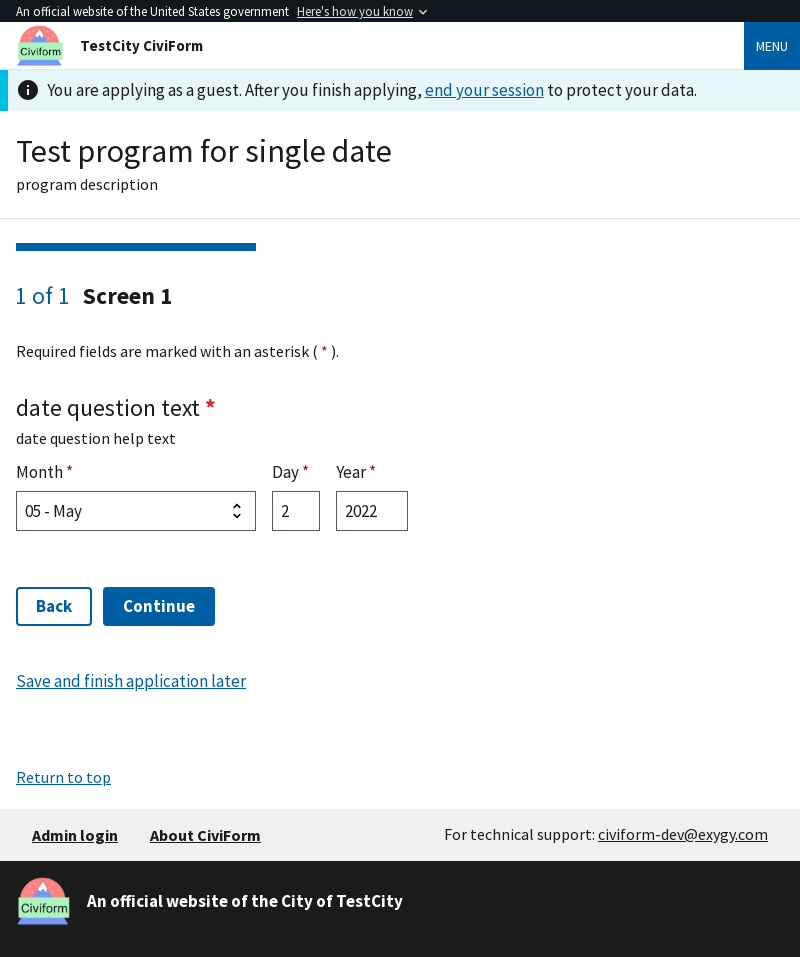 An official website of the United States government Here's how you know
Civiform
TestCity CiviForm
MENU
You are applying as a guest. After you finish applying, end your session to protect your data.
Test program for single date
program description
1 of 1 Screen 1
Required fields are marked with an asterisk ( * ).
date question text *
date question help text
Month * Day * Year *
05 - May 2 2022
Back Continue
Save and finish application later
Return to top
Admin login About CiviForm For technical support: civiform-dev@exygy.com
Civiform
An official website of the City of TestCity